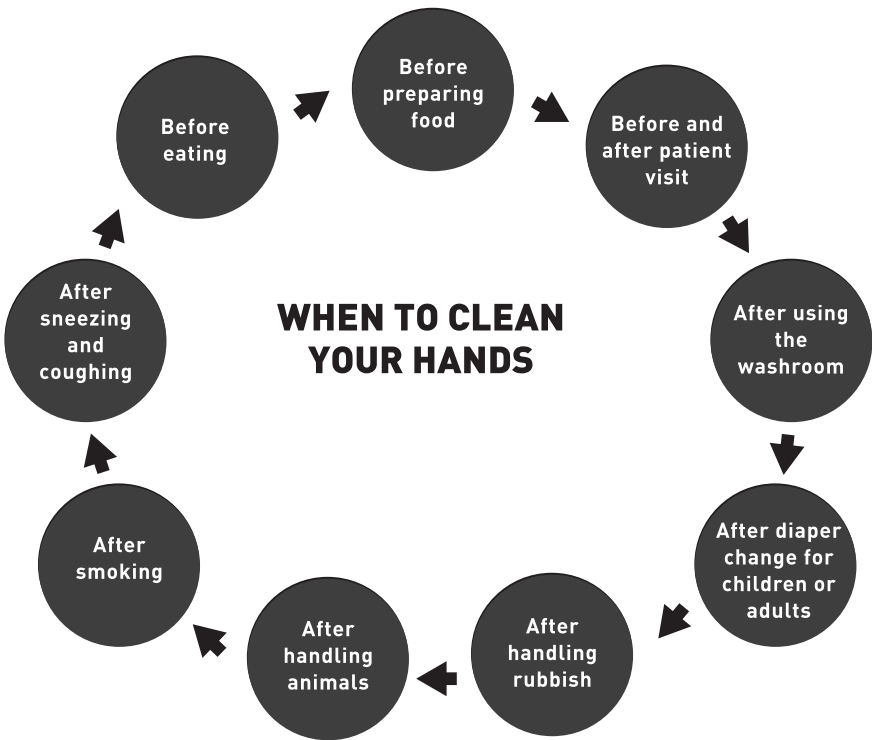 WHEN TO CLEAN
YOUR HANDS
Before
preparing
food
Before and
after patient
visit
After using
the
washroom
After diaper
change for
children or
adults
After
handling
rubbish
After
handling
animals
After
smoking
After
sneezing
and
coughing
Before
eating